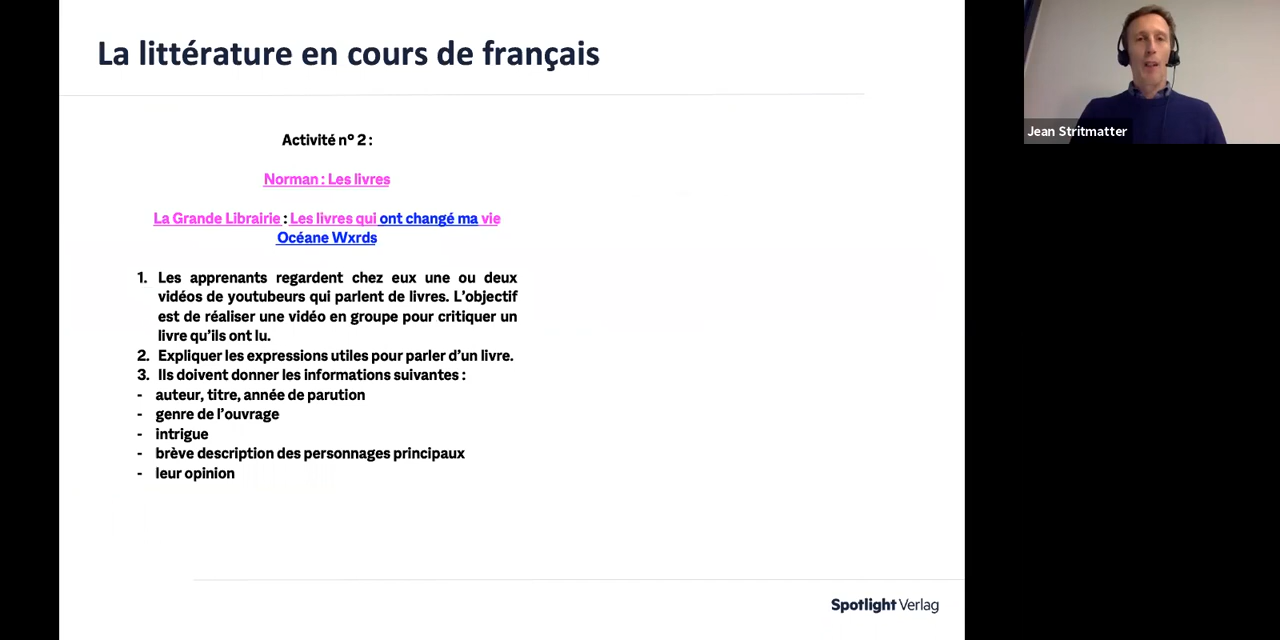 La littérature en cours de français
Activité n° 2 :
Norman : Les livres
La Grande Librairie : Les livres qui ont changé ma vie
Océane Wxrds
1. Les apprenants regardent chez eux une ou deux
vidéos de youtubeurs qui parlent de livres. L’objectif
est de réaliser une vidéo en groupe pour critiquer un
livre qu’ils ont lu.
2. Expliquer les expressions utiles pour parler d’un livre.
3. Ils doivent donner les informations suivantes :
- auteur, titre, année de parution
- genre de l’ouvrage
- intrigue
- brève description des personnages principaux
- leur opinion
Spotlight Verlag
Jean Stritmatter